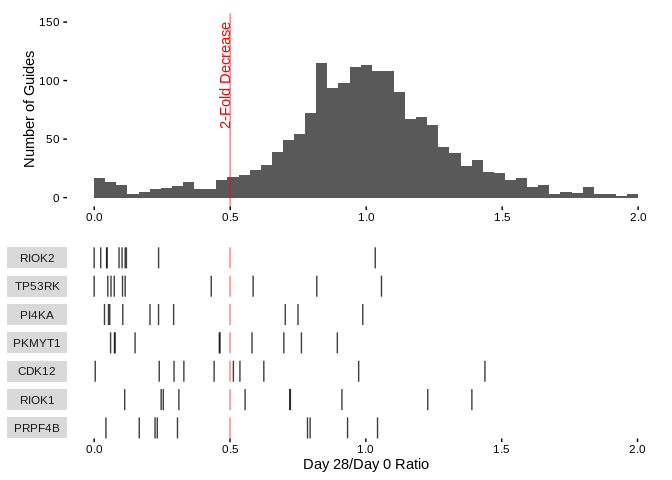 150
100
50
0
Number of Guides
2-Fold Decrease
0.0 0.5 1.0 1.5 2.0
RIOK2
TP53RK
PI4KA
PKMYT1
CDK12
RIOK1
PRPF4B
0.0 0.5 1.0 1.5 2.0
Day 28/Day 0 Ratio